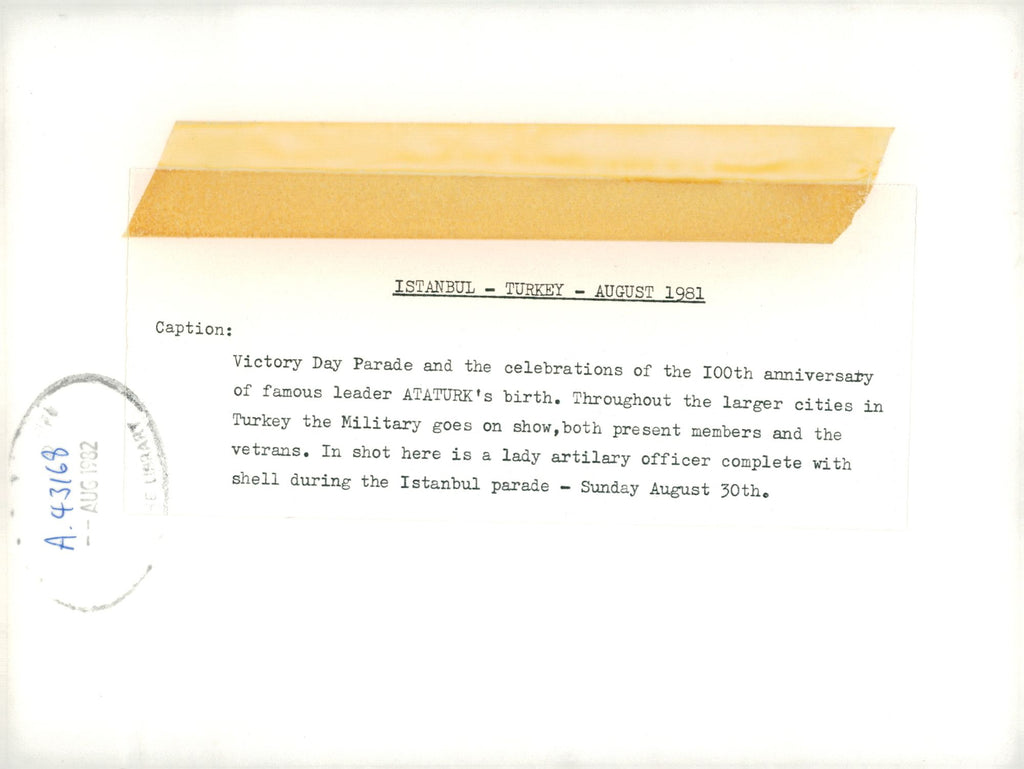 ISTANBUL - TURKEY - AUGUST 1981
Caption:
Victory Day Parade and the celebrations of the I00th anniversary
of famous leader ATATURK's birth. Throughout the larger cities in
Turkey the Military goes on show,both present members and the
vetrans. In shot here is a lady artilary officer complete with
shell during the Istanbul parade - Sunday August 30th.
A.43168
-- AUG 1982
LIBRARY